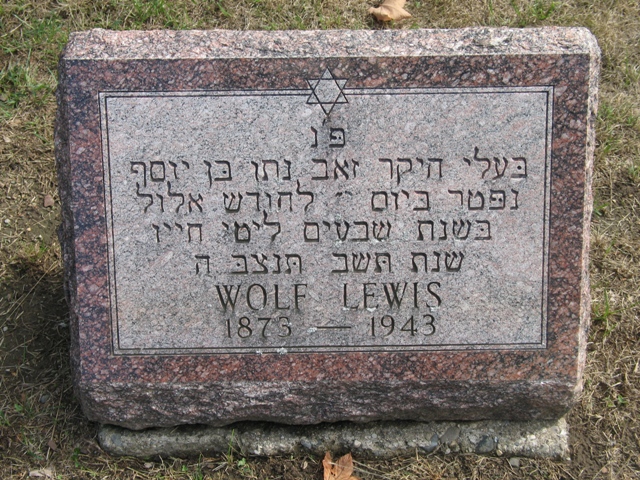 פ נ
בעלי היקר זאב נתן בן יוסף
נפטר ביום לחודש אלול
בשנת שבעים לימי חייו
שנת תשב תנצב ה
WOLF LEWIS
1873 — 1943